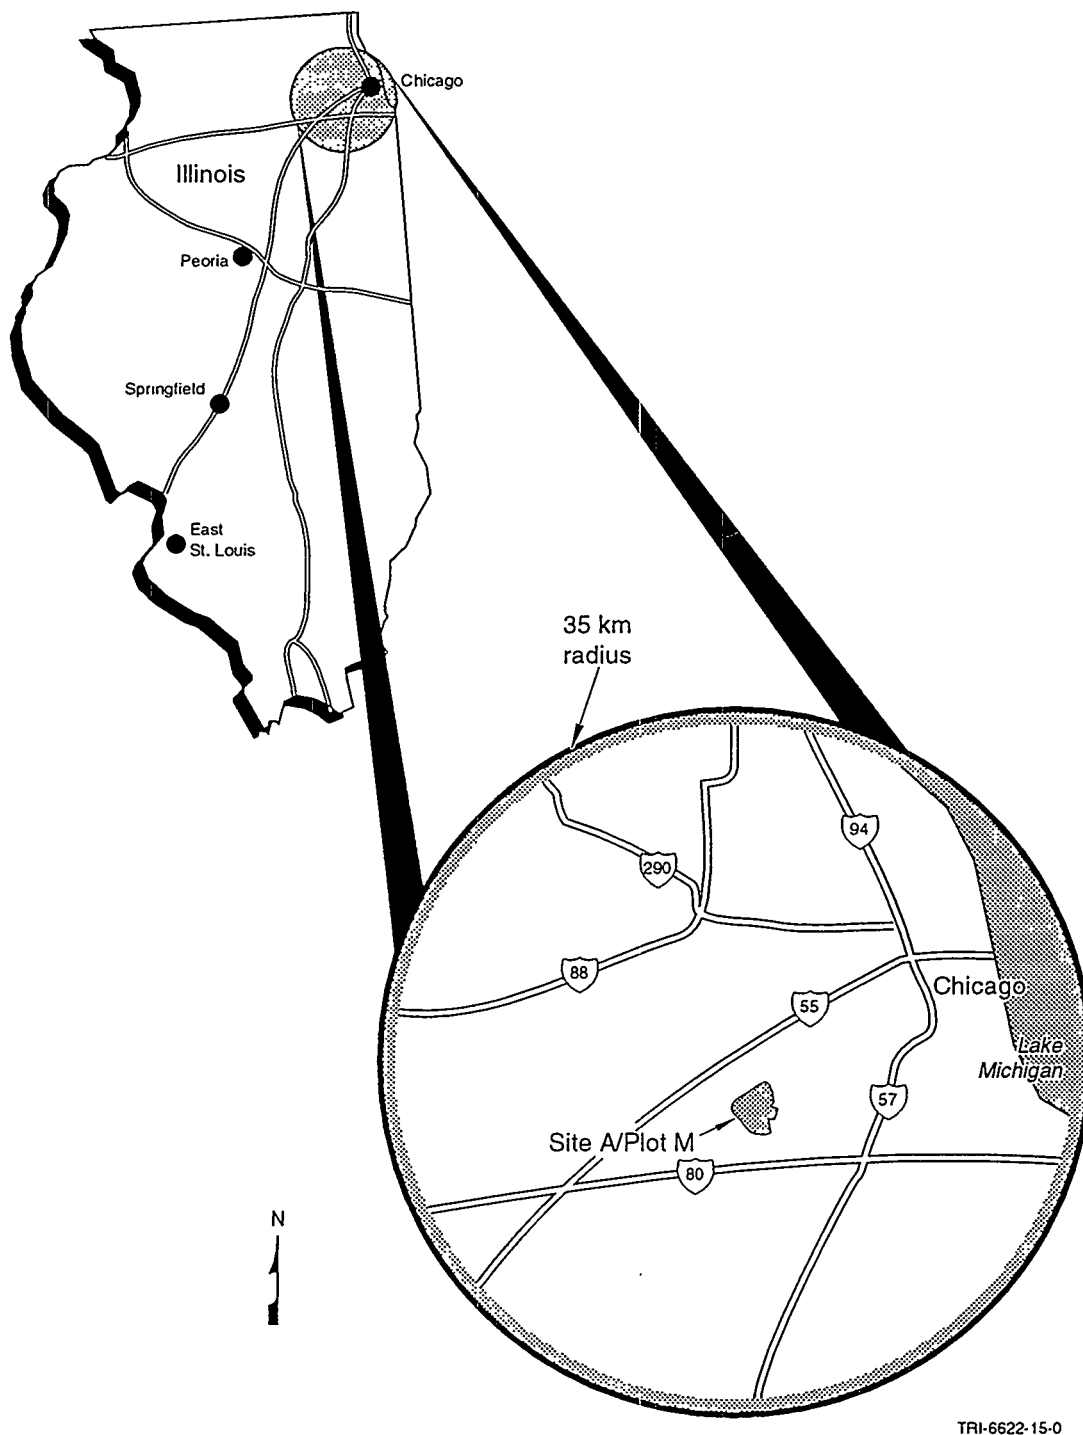 Chicago
Illinois
Peoria
Springfield
East
St. Louis
35 km
radius
94
290
88
55
Chicago
Lake
Michigan
57
Site A/Plot M
80
N
TRI-6622-15-0